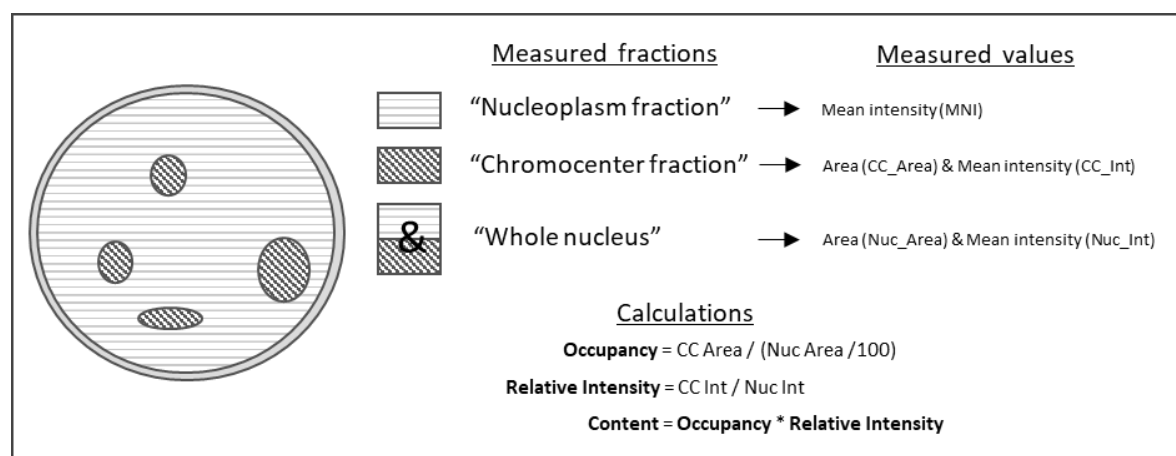 Measured fractions Measured values
“Nucleoplasm fraction” Mean intensity (MNI)
“Chromocenter fraction” Area (CC_Area) & Mean intensity (CC_Int)
& “Whole nucleus” Area (Nuc_Area) & Mean intensity (Nuc_Int)
Calculations
Occupancy = CC Area / (Nuc Area /100)
Relative Intensity = CC Int / Nuc Int
Content = Occupancy * Relative Intensity